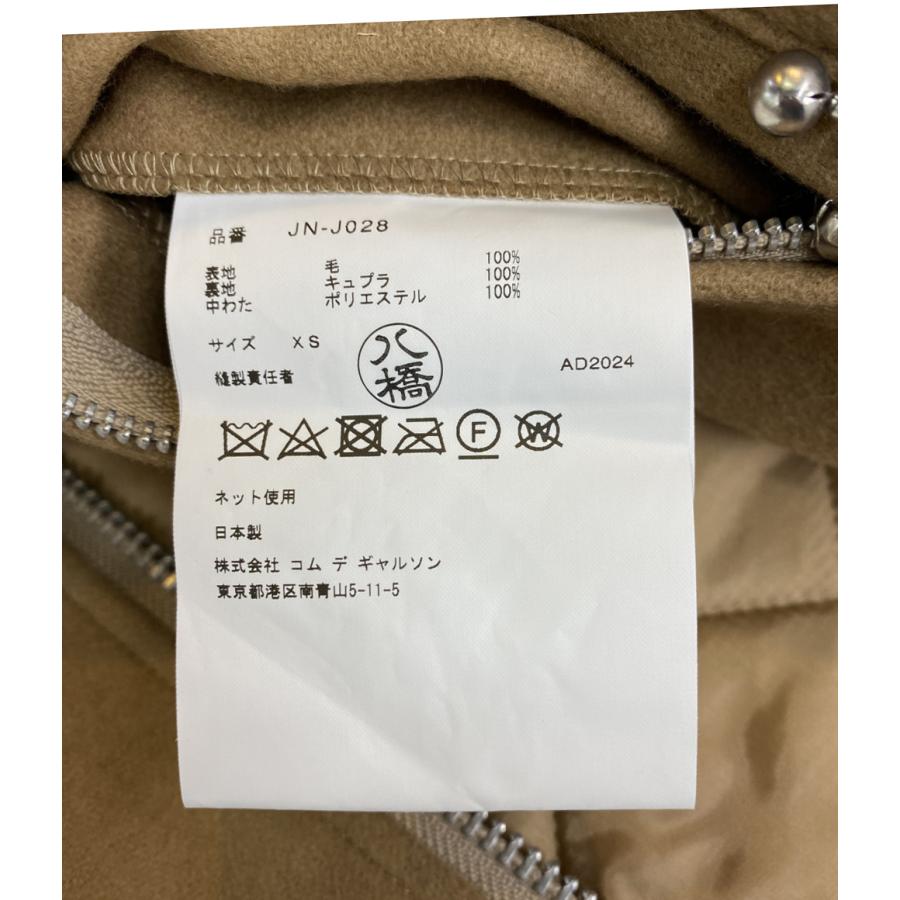 品番 JN-J028
表地 毛 100%
裏地 キュプラ 100%
中わた ポリエステル 100%
サイズ XS
縫製責任者 八橋 AD2024
F W
ネット使用
日本製
株式会社 コム デ ギャルソン
東京都港区南青山5-11-5